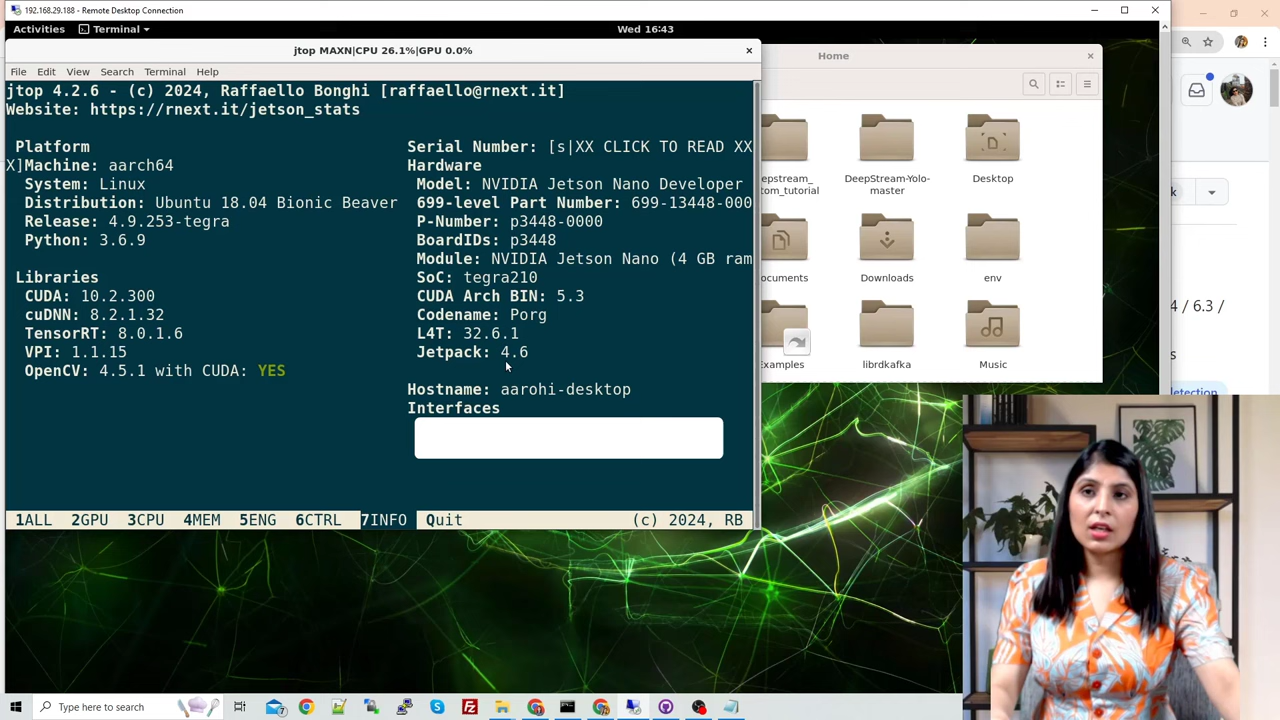 192.168.29.188 - Remote Desktop Connection
Activities
Terminal
Wed 16:43
jtop MAXN|CPU 26.1%|GPU 0.0%
File Edit View Search Terminal Help
jtop 4.2.6 - (c) 2024, Raffaello Bonghi [raffaello@rnext.it]
Website: https://rnext.it/jetson_stats
Platform
X]Machine: aarch64
System: Linux
Distribution: Ubuntu 18.04 Bionic Beaver
Release: 4.9.253-tegra
Python: 3.6.9
Libraries
CUDA: 10.2.300
cuDNN: 8.2.1.32
TensorRT: 8.0.1.6
VPI: 1.1.15
OpenCV: 4.5.1 with CUDA: YES
Serial Number: [s|XX CLICK TO READ XX
Hardware
Model: NVIDIA Jetson Nano Developer
699-level Part Number: 699-13448-000
P-Number: p3448-0000
BoardIDs: p3448
Module: NVIDIA Jetson Nano (4 GB ram
SoC: tegra210
CUDA Arch BIN: 5.3
Codename: Porg
L4T: 32.6.1
Jetpack: 4.6
Hostname: aarohi-desktop
Interfaces
1ALL 2GPU 3CPU 4MEM 5ENG 6CTRL 7INFO Quit (c) 2024, RB
Home
epstream_
tom_tutorial
DeepStream-Yolo-
master
Desktop
ocuments
Downloads
env
Examples
librdkafka
Music
k
4 / 6.3 /
s
etection
Type here to search